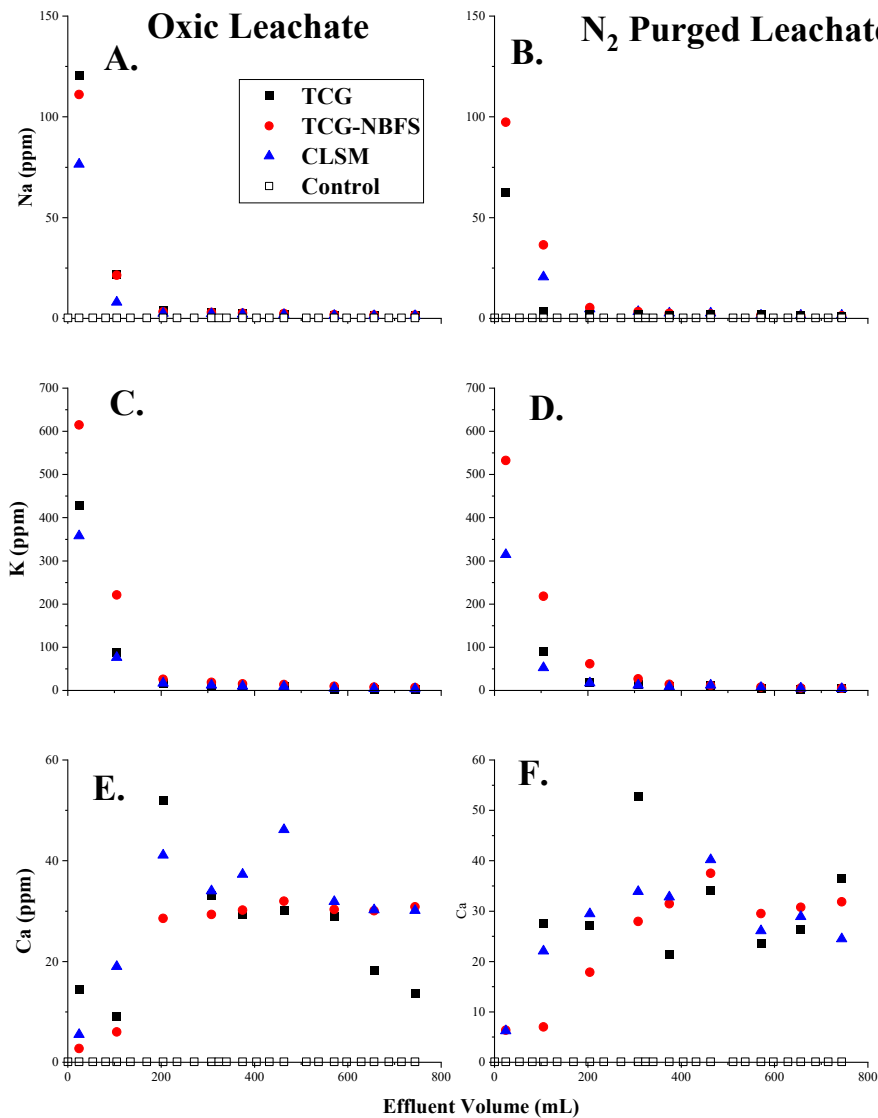 Oxic Leachate
N2 Purged Leachate
A.
B.
TCG
TCG-NBFS
CLSM
Control
Na (ppm)
150
100
50
0
150
100
50
0
C.
D.
K (ppm)
700
600
500
400
300
200
100
0
700
600
500
400
300
200
100
0
E.
F.
Ca (ppm)
60
40
20
0
Ca
60
50
40
30
20
10
0
0 200 400 600 800
0 200 400 600 800
Effluent Volume (mL)